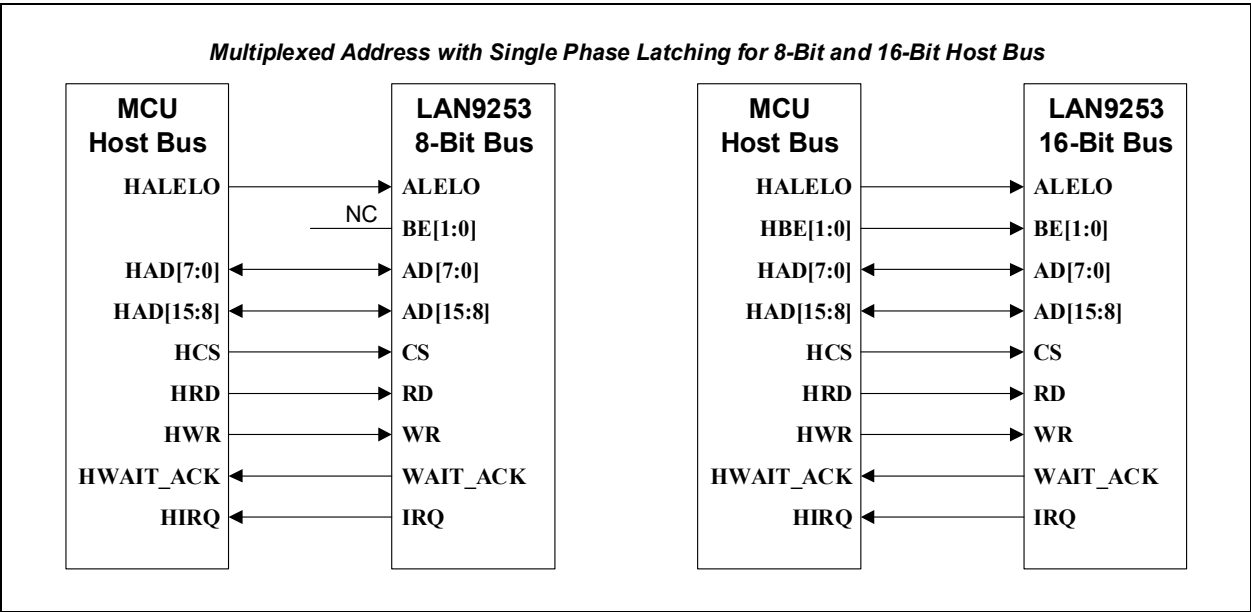 Multiplexed Address with Single Phase Latching for 8-Bit and 16-Bit Host Bus
MCU
Host Bus
HALELO
HAD[7:0]
HAD[15:8]
HCS
HRD
HWR
HWAIT_ACK
HIRQ
NC
LAN9253
8-Bit Bus
ALELO
BE[1:0]
AD[7:0]
AD[15:8]
CS
RD
WR
WAIT_ACK
IRQ
MCU
Host Bus
HALELO
HBE[1:0]
HAD[7:0]
HAD[15:8]
HCS
HRD
HWR
HWAIT_ACK
HIRQ
LAN9253
16-Bit Bus
ALELO
BE[1:0]
AD[7:0]
AD[15:8]
CS
RD
WR
WAIT_ACK
IRQ